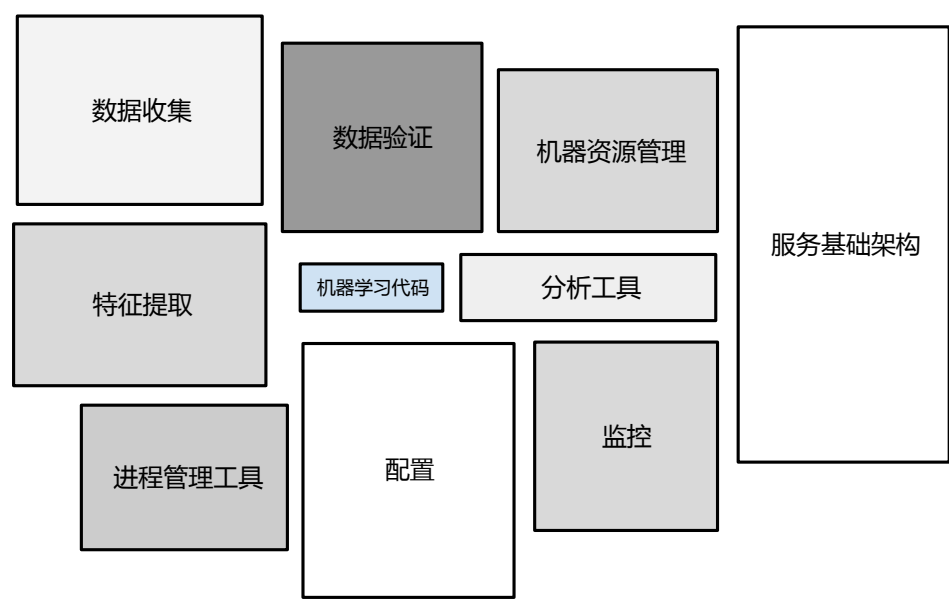 数据收集
数据验证
机器资源管理
服务基础架构
特征提取
机器学习代码
分析工具
进程管理工具
配置
监控